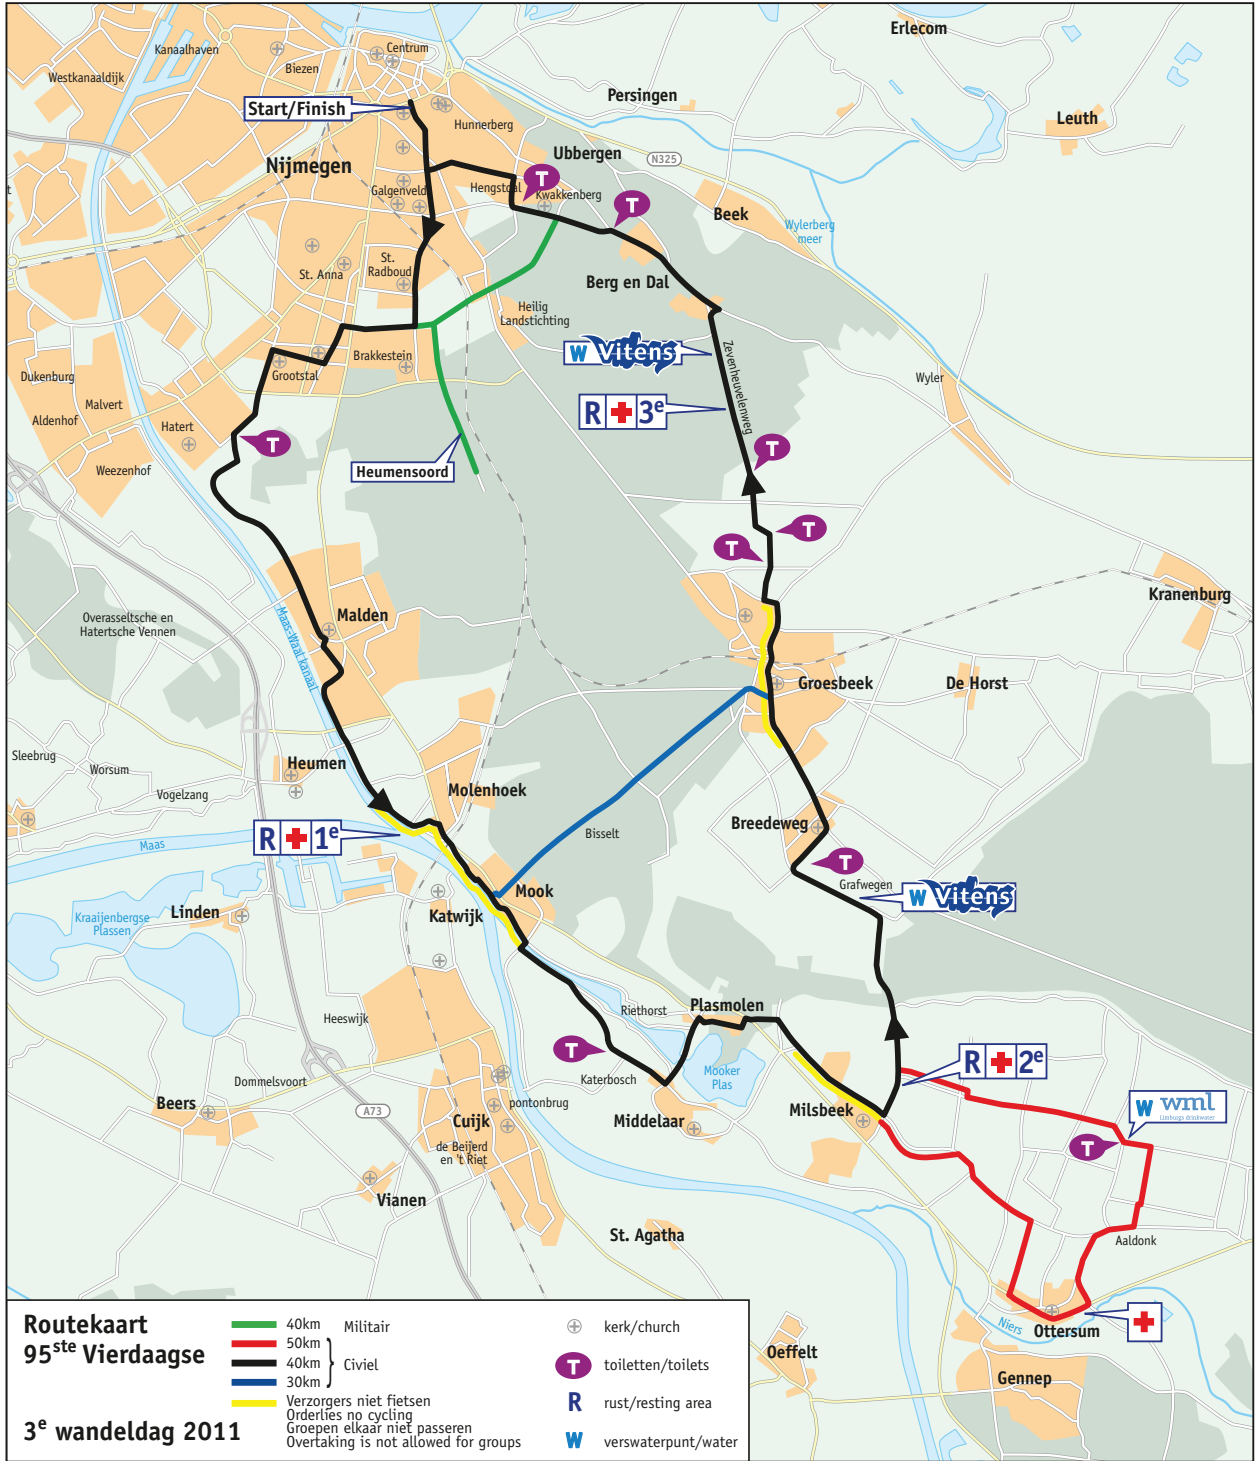 Erlecom
Kanaalhaven
Centrum
Biezen
Westkanaaldijk
Persingen
Start/Finish
Leuth
Hunnerberg
Ubbergen
N325
Nijmegen
T
Galgenveld
Hengstdal
Kwakkenberg
T
Beek
Wylerberg
meer
St. Anna
St.
Radboud
Berg en Dal
Heilig
Landstichting
Brakkestein
W Vitens
Zevenheuvelenweg
Grootstal
Dukenburg
Wyler
Malvert
R 3e
Aldenhof
Hatert
T
T
Weezenhof
Heumensoord
T
T
Kranenburg
Overasseltsche en
Hatertsche Vennen
Malden
Maas-Waal kanaal
Groesbeek
De Horst
Sleebrug
Heumen
Worsum
Molenhoek
Vogelzang
Breedeweg
R 1e
Bisselt
Maas
T
Grafwegen
Mook
W Vitens
Linden
Katwijk
Kraaijenbergse
Plassen
Plasmolen
Riethorst
Heeswijk
T
R 2e
Mooker
Plas
Katerbosch
Dommelsvoort
Beers
A73
pontonbrug
Cuijk
Middelaar
Milsbeek
W wml
Limburgs drinkwater
T
de Beijerd
en 't Riet
Vianen
St. Agatha
Aaldonk
Niers
Ottersum
Oeffelt
Gennep
Routekaart
95ste Vierdaagse
3e wandeldag 2011
40km Militair
50km
40km Civiel
30km
Verzorgers niet fietsen
Orderlies no cycling
Groepen elkaar niet passeren
Overtaking is not allowed for groups
kerk/church
T toiletten/toilets
R rust/resting area
W verswaterpunt/water